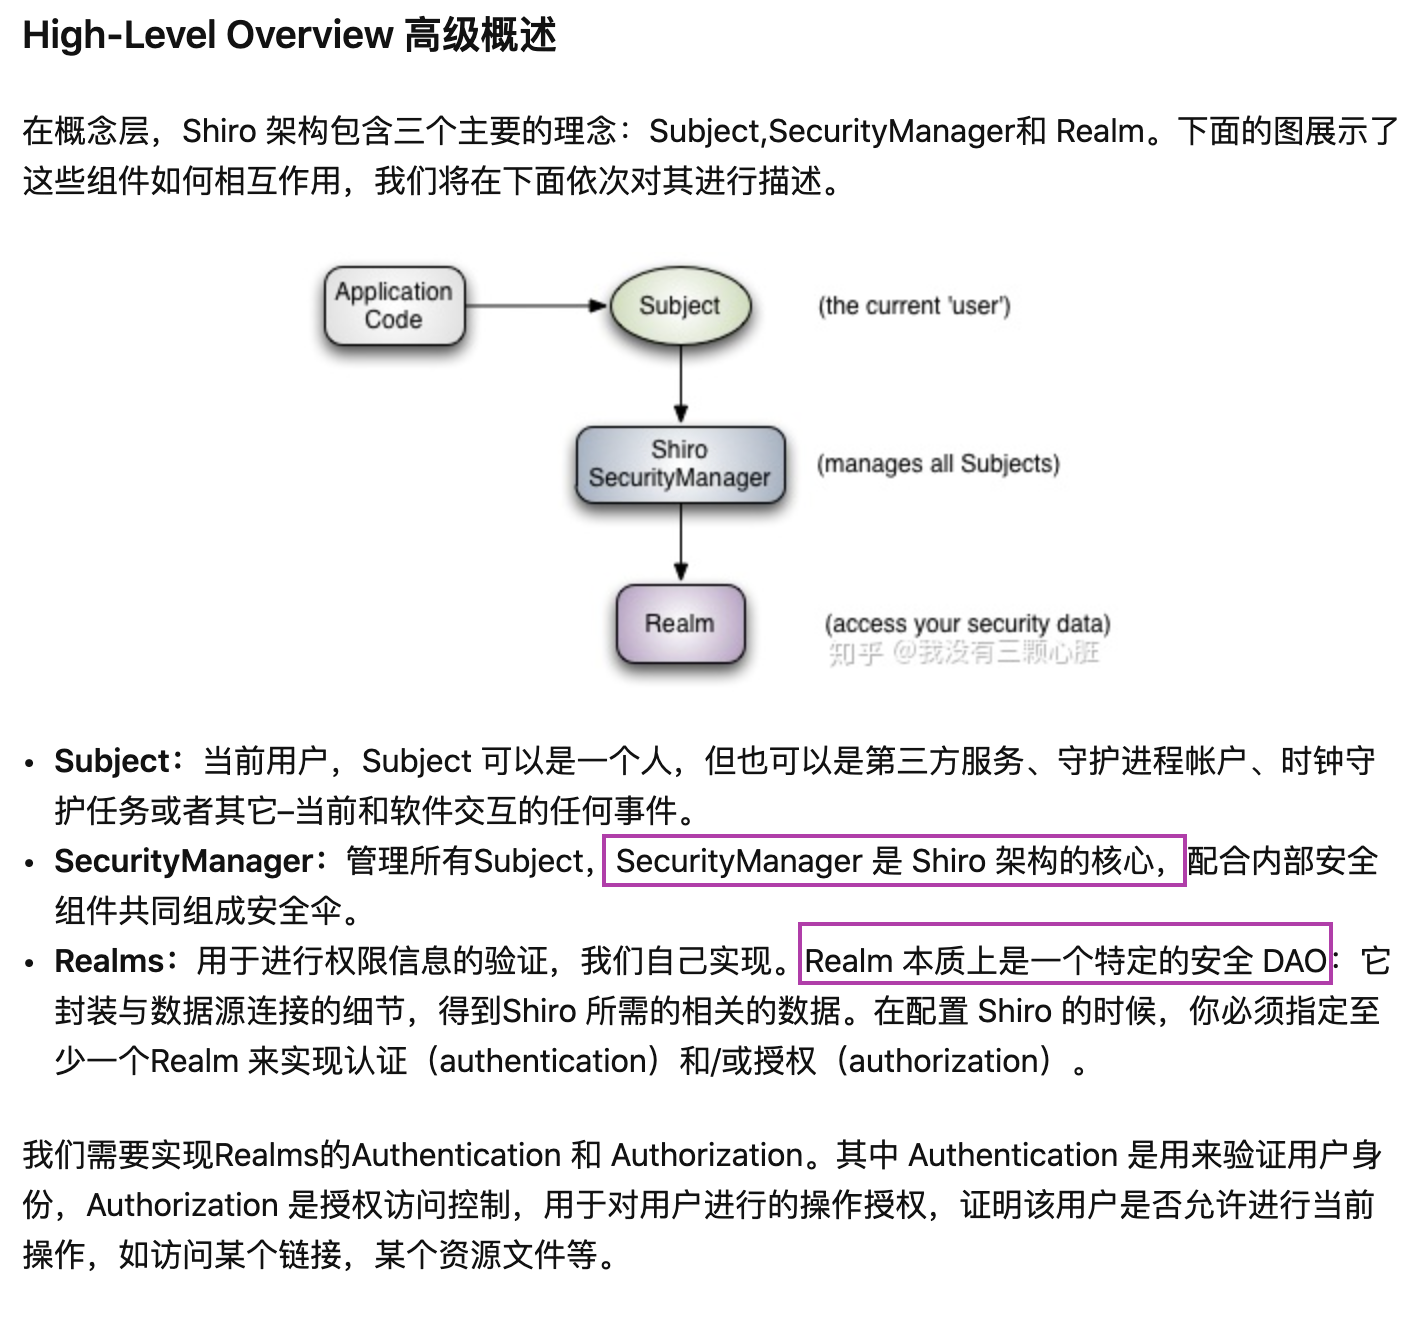 High-Level Overview 高级概述
在概念层，Shiro 架构包含三个主要的理念：Subject,SecurityManager和 Realm。下面的图展示了
这些组件如何相互作用，我们将在下面依次对其进行描述。
Application
Code
Subject
(the current 'user')
Shiro
SecurityManager
(manages all Subjects)
Realm
(access your security data)
知乎 @我没有三颗心脏
• Subject：当前用户，Subject 可以是一个人，但也可以是第三方服务、守护进程帐户、时钟守
护任务或者其它–当前和软件交互的任何事件。
• SecurityManager：管理所有Subject，SecurityManager 是 Shiro 架构的核心，配合内部安全
组件共同组成安全伞。
• Realms：用于进行权限信息的验证，我们自己实现。Realm 本质上是一个特定的安全 DAO：它
封装与数据源连接的细节，得到Shiro 所需的相关的数据。在配置 Shiro 的时候，你必须指定至
少一个Realm 来实现认证（authentication）和/或授权（authorization）。
我们需要实现Realms的Authentication 和 Authorization。其中 Authentication 是用来验证用户身
份，Authorization 是授权访问控制，用于对用户进行的操作授权，证明该用户是否允许进行当前
操作，如访问某个链接，某个资源文件等。